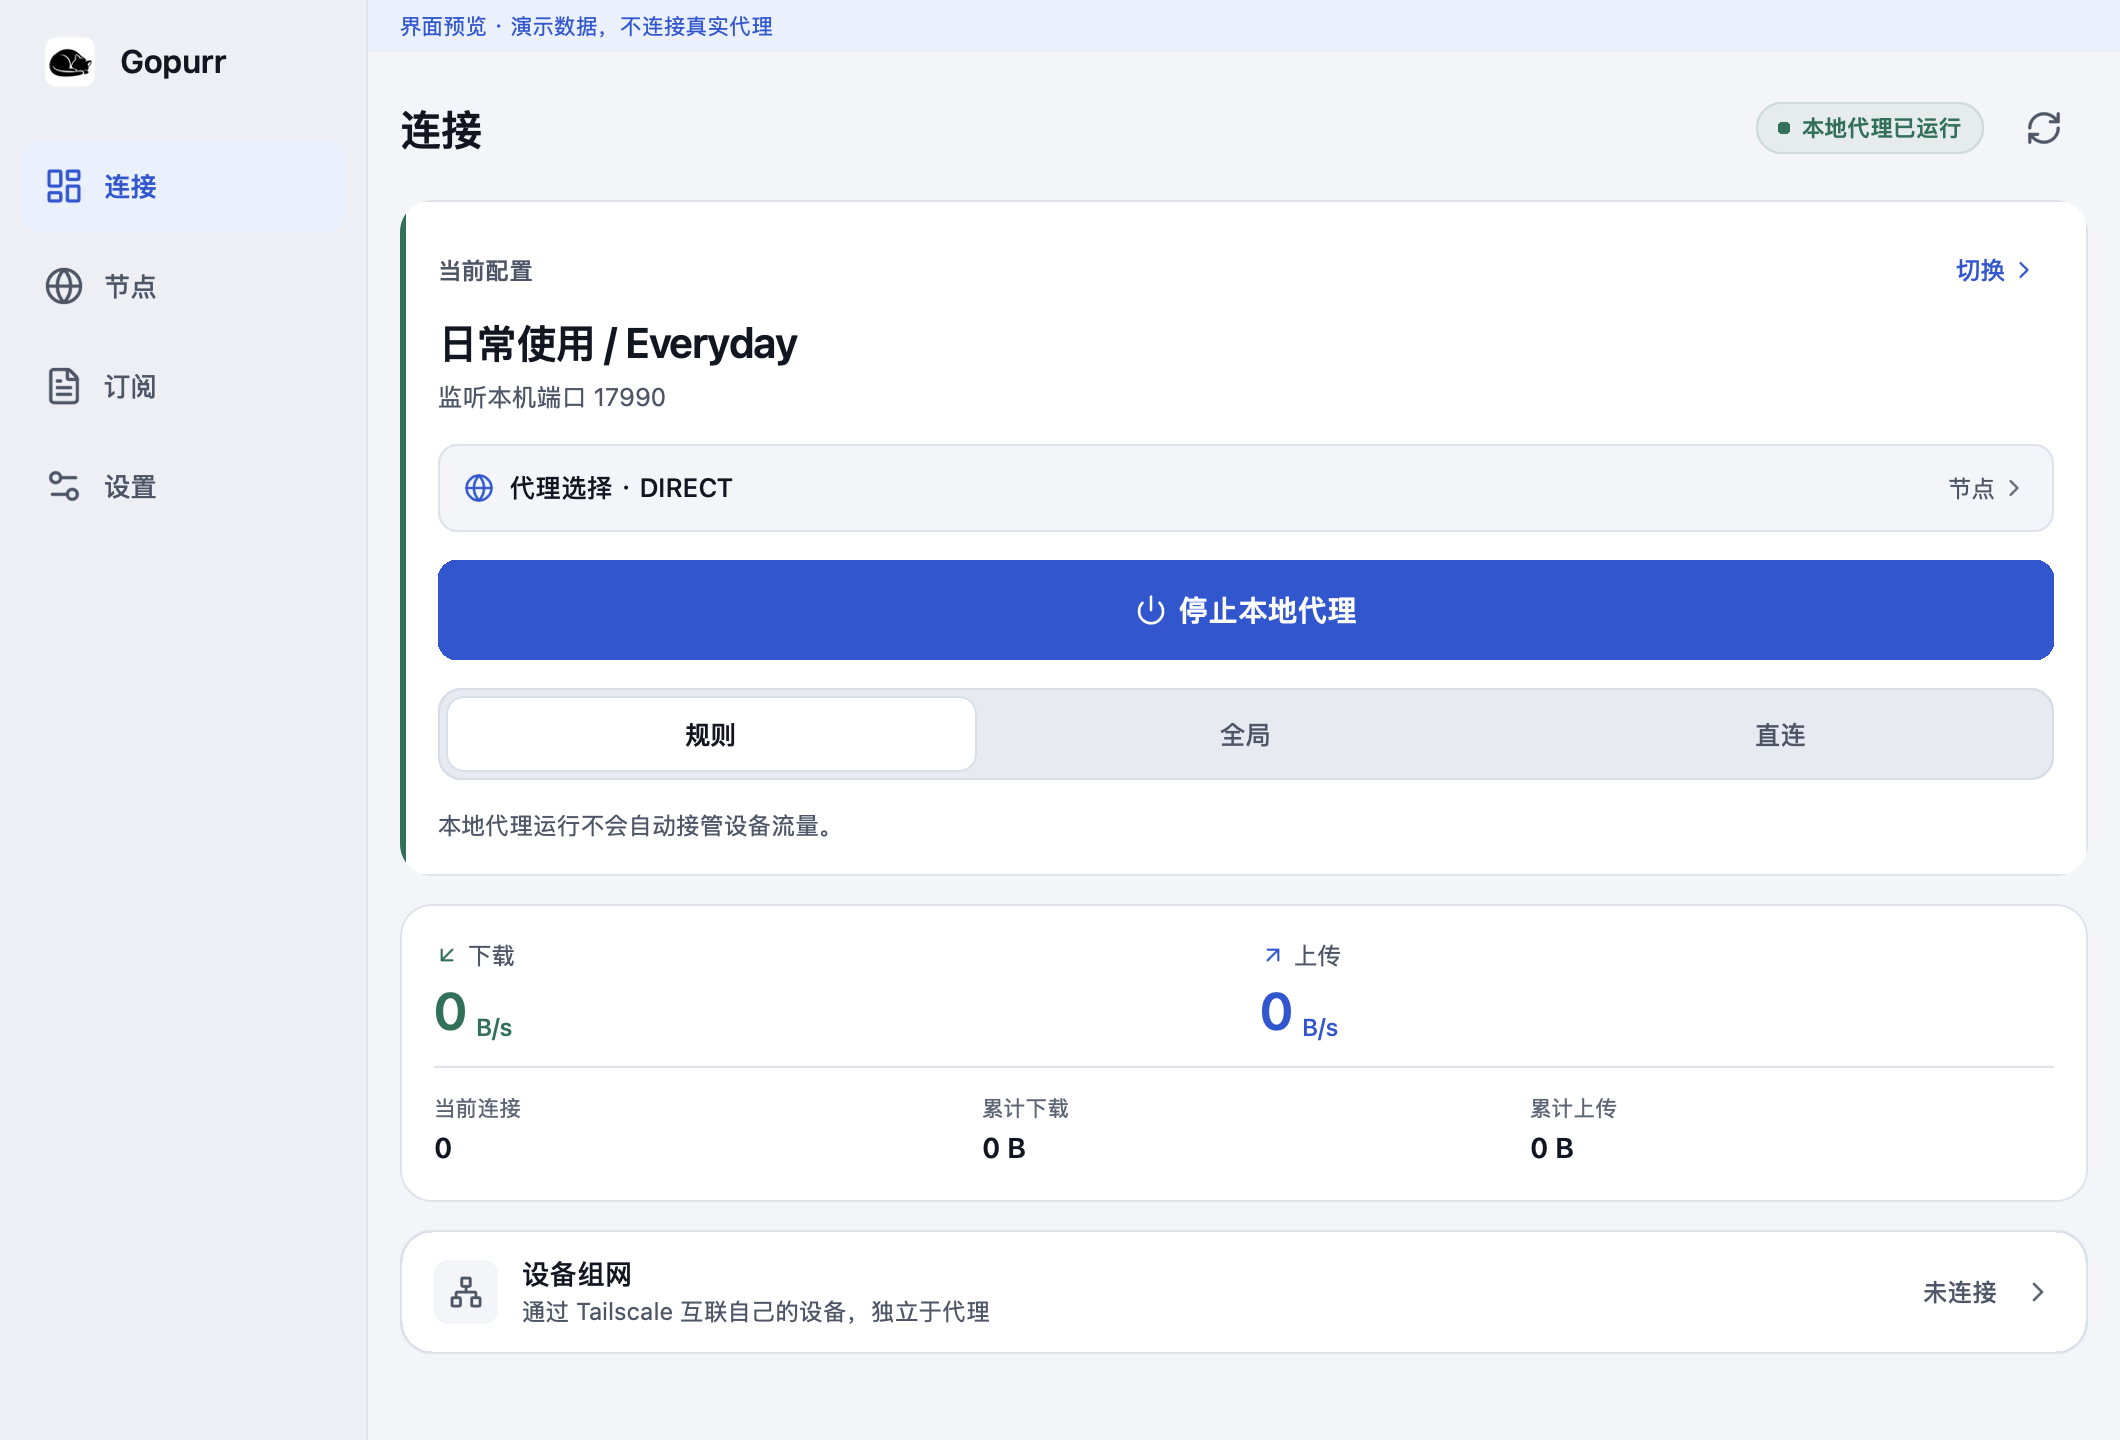 Gopurr
连接
节点
订阅
设置
界面预览 · 演示数据，不连接真实代理
连接
本地代理已运行
当前配置
切换
日常使用 / Everyday
监听本机端口 17990
代理选择 · DIRECT
节点
停止本地代理
规则
全局
直连
本地代理运行不会自动接管设备流量。
下载
0 B/s
上传
0 B/s
当前连接
0
累计下载
0 B
累计上传
0 B
设备组网
通过 Tailscale 互联自己的设备，独立于代理
未连接